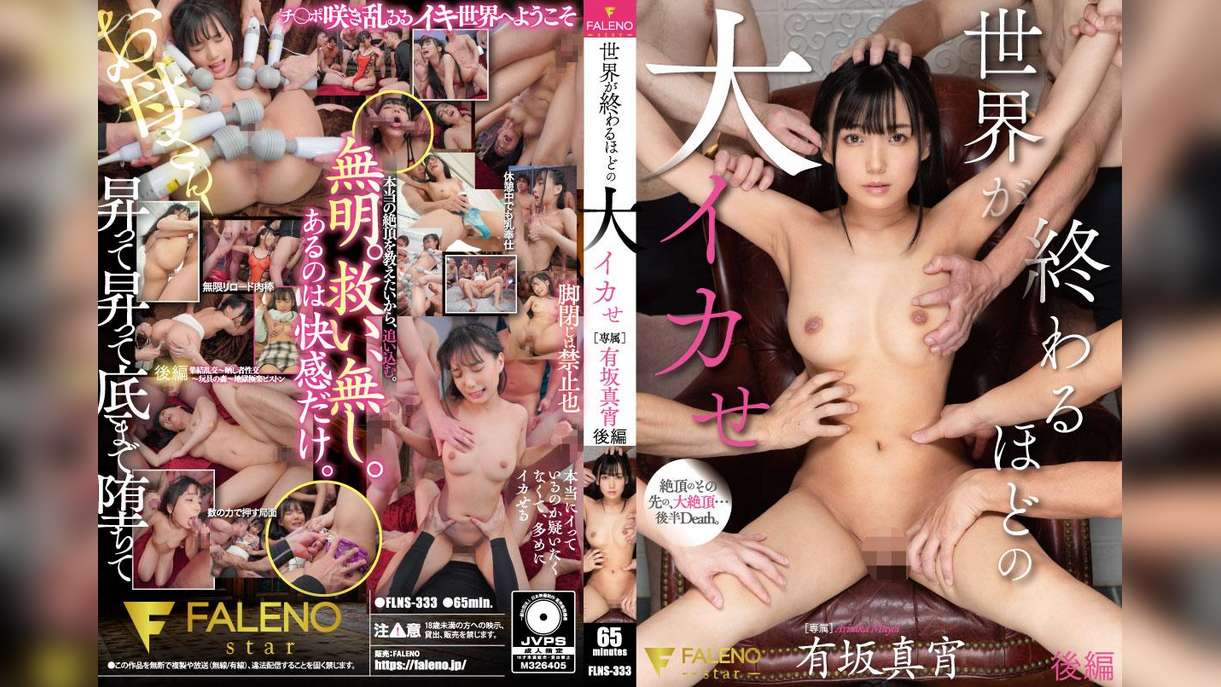 チ〇ポ咲き乱るるイキ世界へようこそ
お母さん
昇って昇って底まで堕ちて
無明。救い、無し。
あるのは快感だけ。
本当の絶頂を教えたいから、追い込む。
休憩中でも乳奉仕
無限リロード肉棒
脚閉じは禁止也
後編
数の力で押す局面
本当にイって
いるのか疑いたく
なくて、多めに
イカせる
FALENO
star
●この作品を無断で複製や放送(無線/有線)、違法配信することを固く禁じます。
●FLNS-333 ●65min.
注意
18歳未満の方への映示、
貸出、販売を禁じます。
販売:FALENO
https://faleno.jp/
JVPS
成人指定
M326405
FALENO
star
世界が終わるほどの
大イカせ
[専属]
有坂真宵
後編
65
minutes
FLNS-333
世界が終わるほどの
大イカせ
絶頂のその
先の、大絶頂…
後半Death。
FALENO
star
[専属]
有坂真宵
後編